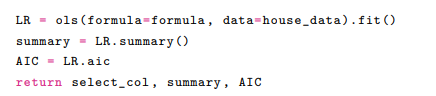 LR = ols(formula=formula, data=house_data).fit()
summary = LR.summary()
AIC = LR.aic
return select_col, summary, AIC